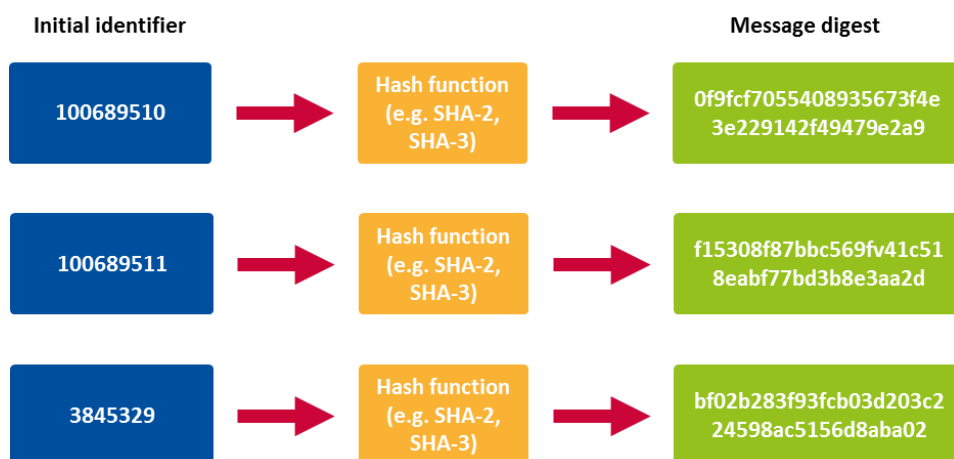 Initial identifier
Message digest
100689510
Hash function
(e.g. SHA-2,
SHA-3)
0f9fcf7055408935673f4e
3e229142f49479e2a9
100689511
Hash function
(e.g. SHA-2,
SHA-3)
f15308f87bbc569fv41c51
8eabf77bd3b8e3aa2d
3845329
Hash function
(e.g. SHA-2,
SHA-3)
bf02b283f93fcb03d203c2
24598ac5156d8aba02